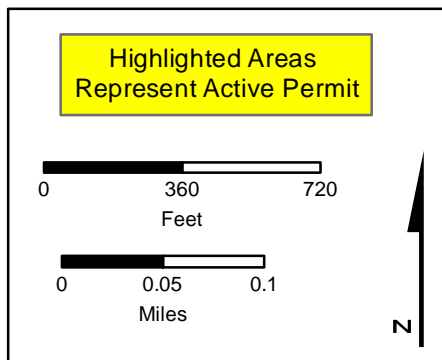 Highlighted Areas
Represent Active Permit
0 360 720
Feet
0 0.05 0.1
Miles
N